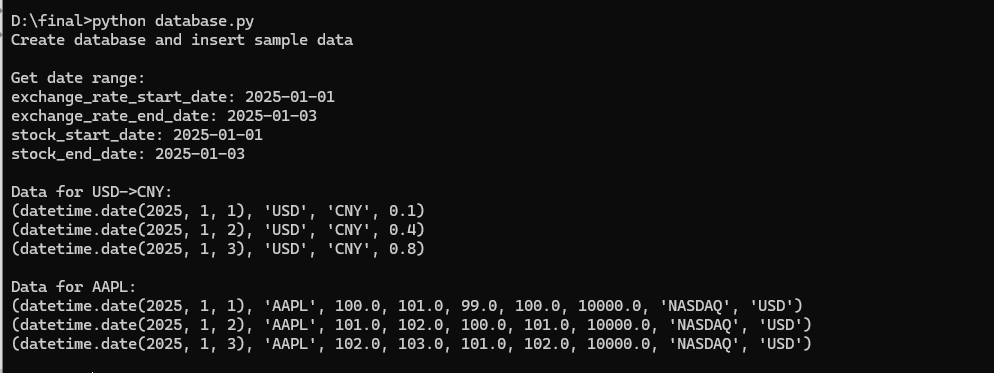 D:\final>python database.py
Create database and insert sample data
Get date range:
exchange_rate_start_date: 2025-01-01
exchange_rate_end_date: 2025-01-03
stock_start_date: 2025-01-01
stock_end_date: 2025-01-03
Data for USD->CNY:
(datetime.date(2025, 1, 1), 'USD', 'CNY', 0.1)
(datetime.date(2025, 1, 2), 'USD', 'CNY', 0.4)
(datetime.date(2025, 1, 3), 'USD', 'CNY', 0.8)
Data for AAPL:
(datetime.date(2025, 1, 1), 'AAPL', 100.0, 101.0, 99.0, 100.0, 10000.0, 'NASDAQ', 'USD')
(datetime.date(2025, 1, 2), 'AAPL', 101.0, 102.0, 100.0, 101.0, 10000.0, 'NASDAQ', 'USD')
(datetime.date(2025, 1, 3), 'AAPL', 102.0, 103.0, 101.0, 102.0, 10000.0, 'NASDAQ', 'USD')